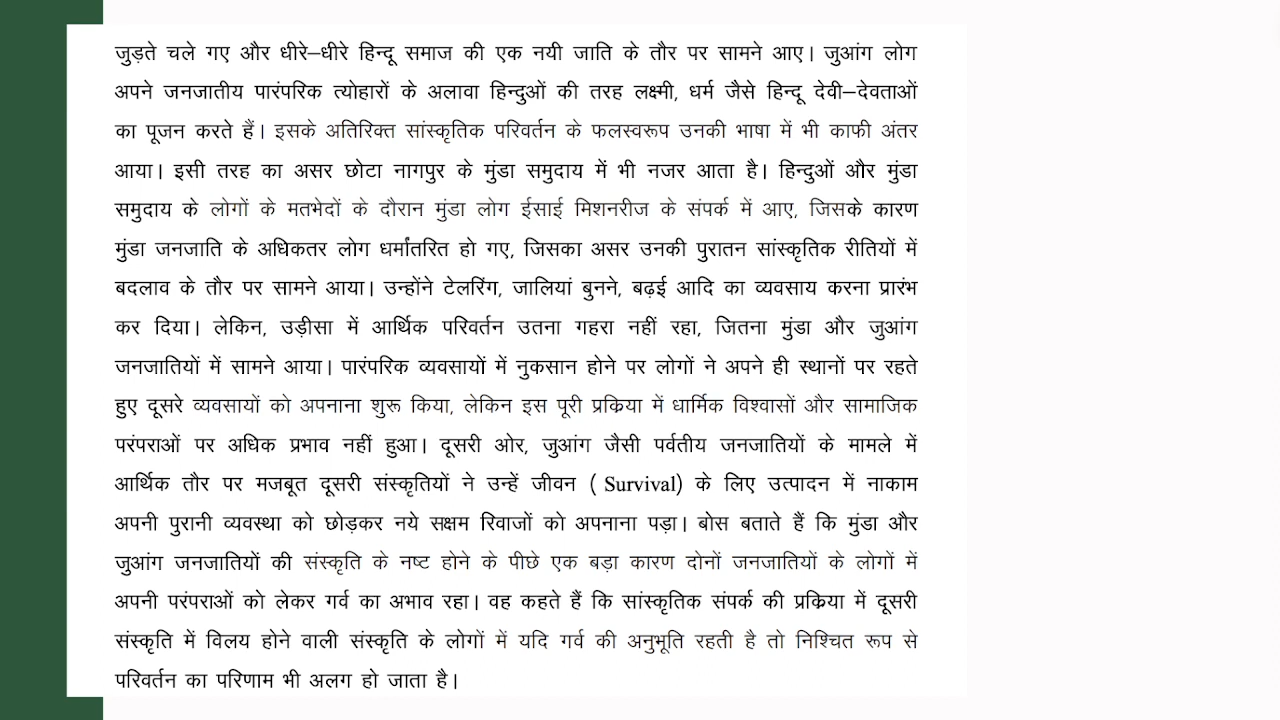 जुड़ते चले गए और धीरे–धीरे हिन्दू समाज की एक नयी जाति के तौर पर सामने आए। जुआंग लोग
अपने जनजातीय पारंपरिक त्योहारों के अलावा हिन्दुओं की तरह लक्ष्मी, धर्म जैसे हिन्दू देवी–देवताओं
का पूजन करते हैं। इसके अतिरिक्त सांस्कृतिक परिवर्तन के फलस्वरूप उनकी भाषा में भी काफी अंतर
आया। इसी तरह का असर छोटा नागपुर के मुंडा समुदाय में भी नजर आता है। हिन्दुओं और मुंडा
समुदाय के लोगों के मतभेदों के दौरान मुंडा लोग ईसाई मिशनरीज के संपर्क में आए, जिसके कारण
मुंडा जनजाति के अधिकतर लोग धर्मांतरित हो गए, जिसका असर उनकी पुरातन सांस्कृतिक रीतियों में
बदलाव के तौर पर सामने आया। उन्होंने टेलरिंग, जालियां बुनने, बढ़ई आदि का व्यवसाय करना प्रारंभ
कर दिया। लेकिन, उड़ीसा में आर्थिक परिवर्तन उतना गहरा नहीं रहा, जितना मुंडा और जुआंग
जनजातियों में सामने आया। पारंपरिक व्यवसायों में नुकसान होने पर लोगों ने अपने ही स्थानों पर रहते
हुए दूसरे व्यवसायों को अपनाना शुरू किया, लेकिन इस पूरी प्रक्रिया में धार्मिक विश्वासों और सामाजिक
परंपराओं पर अधिक प्रभाव नहीं हुआ। दूसरी ओर, जुआंग जैसी पर्वतीय जनजातियों के मामले में
आर्थिक तौर पर मजबूत दूसरी संस्कृतियों ने उन्हें जीवन ( Survival) के लिए उत्पादन में नाकाम
अपनी पुरानी व्यवस्था को छोड़कर नये सक्षम रिवाजों को अपनाना पड़ा। बोस बताते हैं कि मुंडा और
जुआंग जनजातियों की संस्कृति के नष्ट होने के पीछे एक बड़ा कारण दोनों जनजातियों के लोगों में
अपनी परंपराओं को लेकर गर्व का अभाव रहा। वह कहते हैं कि सांस्कृतिक संपर्क की प्रक्रिया में दूसरी
संस्कृति में विलय होने वाली संस्कृति के लोगों में यदि गर्व की अनुभूति रहती है तो निश्चित रूप से
परिवर्तन का परिणाम भी अलग हो जाता है।